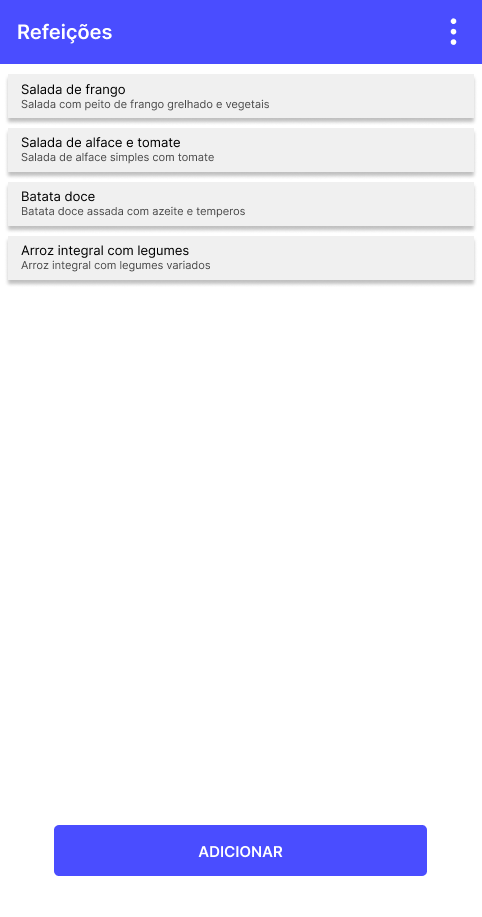 Refeições
Salada de frango
Salada com peito de frango grelhado e vegetais
Salada de alface e tomate
Salada de alface simples com tomate
Batata doce
Batata doce assada com azeite e temperos
Arroz integral com legumes
Arroz integral com legumes variados
ADICIONAR